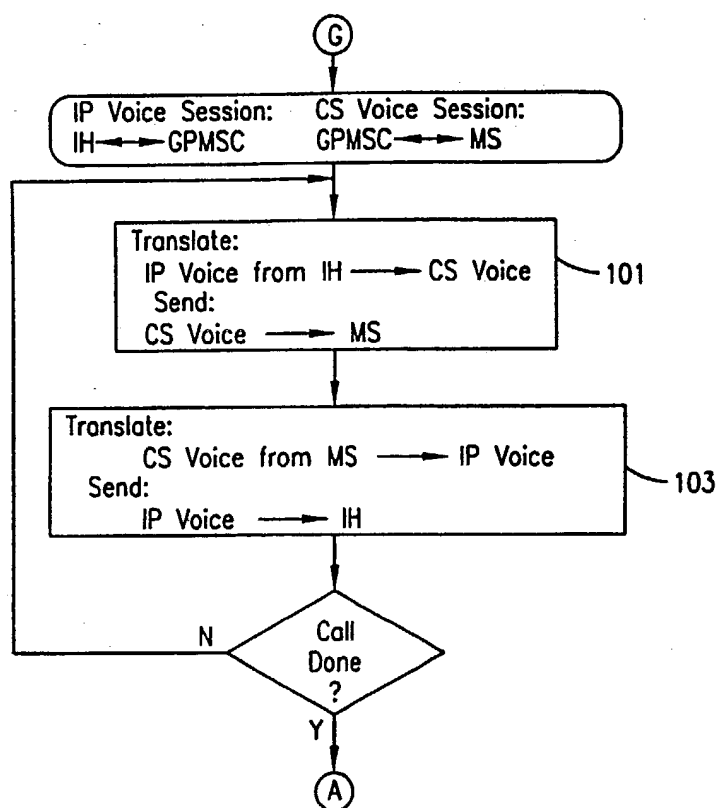 G
IP Voice Session: CS Voice Session:
IH GPMSC GPMSC MS
Translate:
IP Voice from IH CS Voice
Send:
CS Voice MS
101
Translate:
CS Voice from MS IP Voice
Send:
IP Voice IH
103
Call
Done
?
N
Y
A